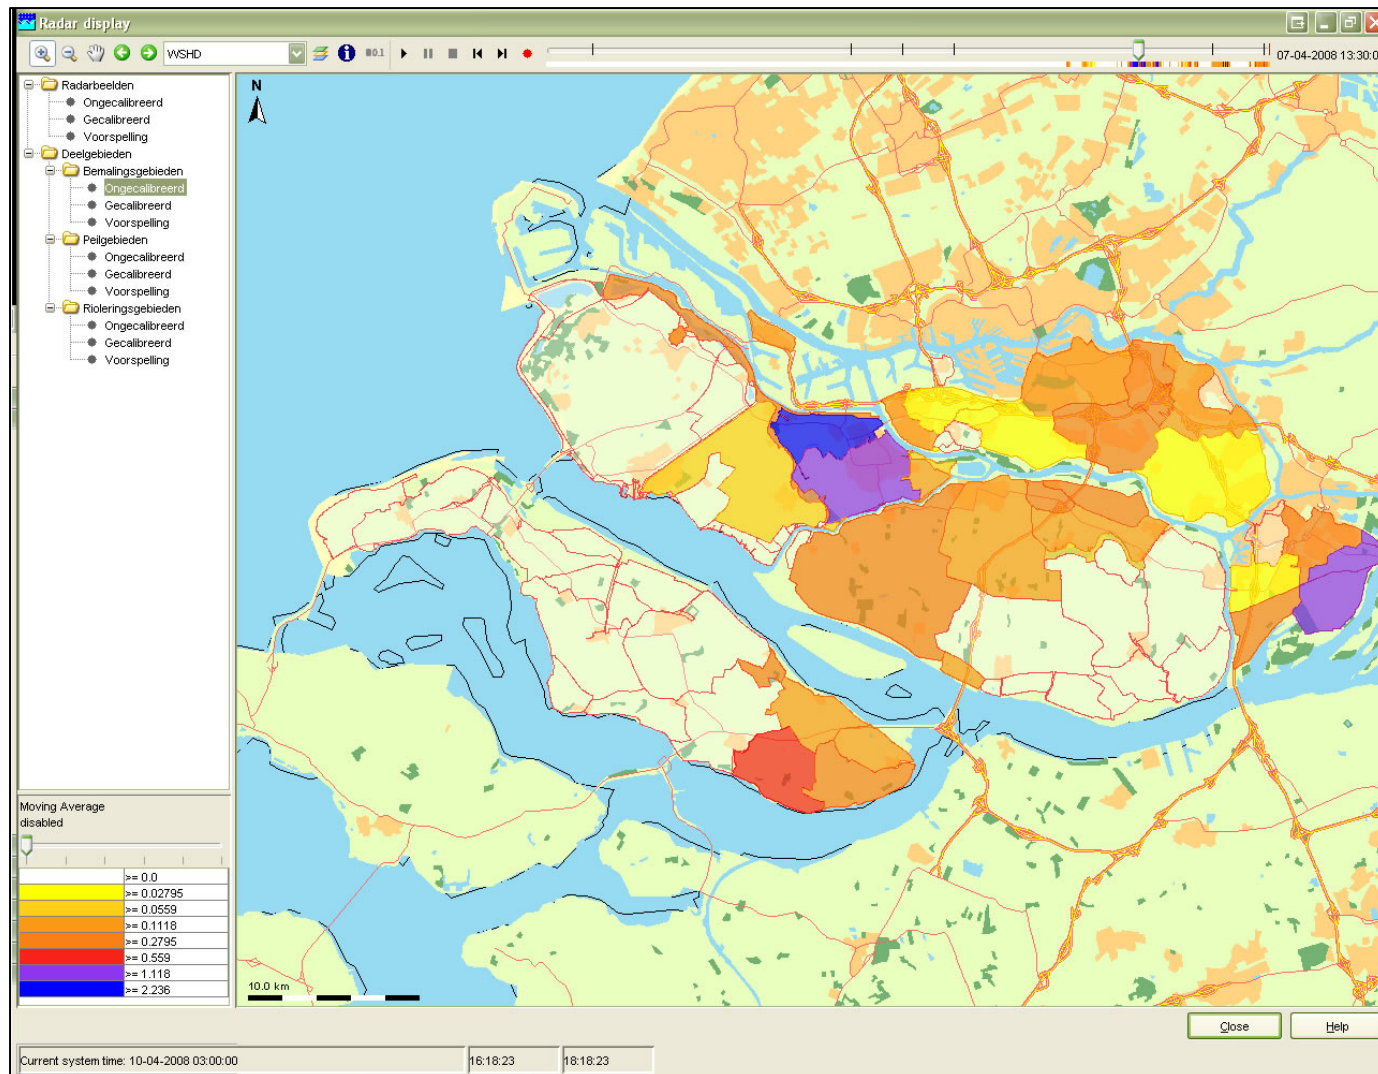 Radar display
WSHD
0.1
07-04-2008 13:30:0
Radarbeelden
Ongecalibreerd
Gecalibreerd
Voorspelling
Deelgebieden
Bemalingsgebieden
Ongecalibreerd
Gecalibreerd
Voorspelling
Peilgebieden
Ongecalibreerd
Gecalibreerd
Voorspelling
Rioleringsgebieden
Ongecalibreerd
Gecalibreerd
Voorspelling
N
Moving Average
disabled
>= 0.0
>= 0.02795
>= 0.0559
>= 0.1118
>= 0.2795
>= 0.559
>= 1.118
>= 2.236
10.0 km
Close Help
Current system time: 10-04-2008 03:00:00 16:18:23 18:18:23